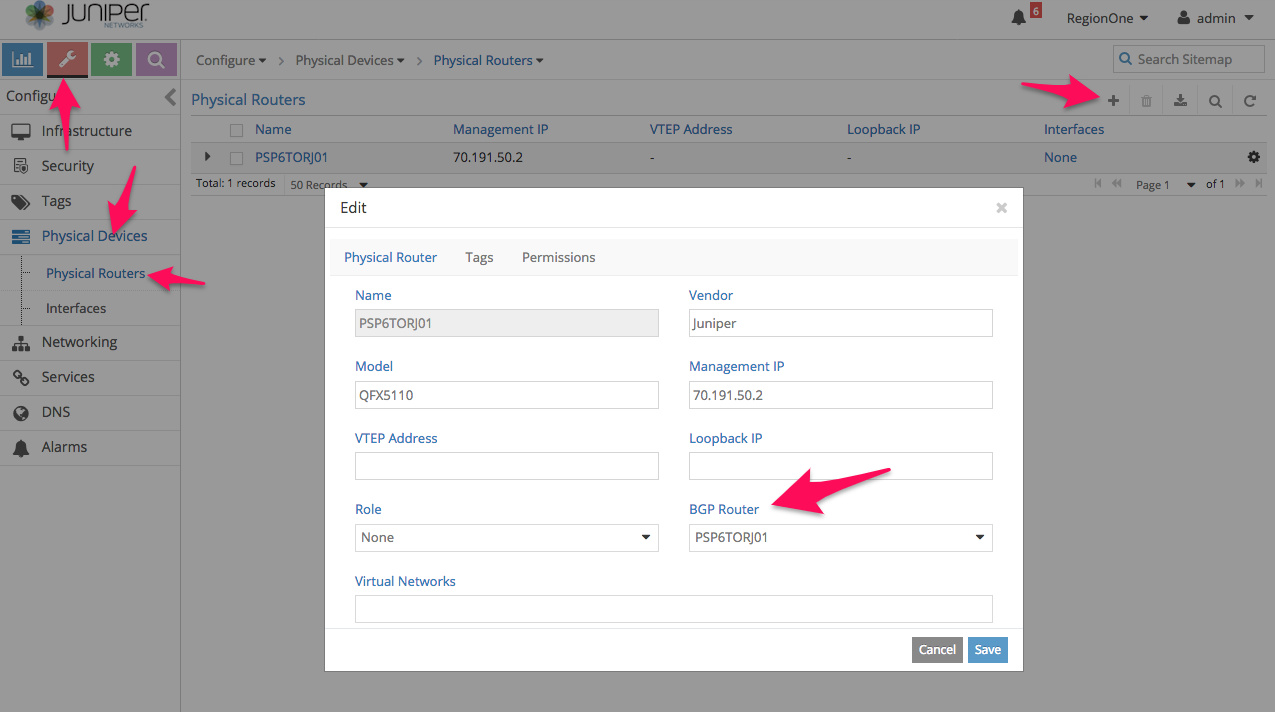 JUNIPER
NETWORKS
6
RegionOne
admin
Configure
Physical Devices
Physical Routers
Search Sitemap
Configu
Physical Routers
Name
Management IP
VTEP Address
Loopback IP
Interfaces
PSP6TORJ01
70.191.50.2
-
-
None
Total: 1 records
50 Records
Page 1
of 1
Infrastructure
Security
Tags
Physical Devices
Physical Routers
Interfaces
Networking
Services
DNS
Alarms
Edit
Physical Router
Tags
Permissions
Name
Vendor
PSP6TORJ01
Juniper
Model
Management IP
QFX5110
70.191.50.2
VTEP Address
Loopback IP
Role
BGP Router
None
PSP6TORJ01
Virtual Networks
Cancel
Save